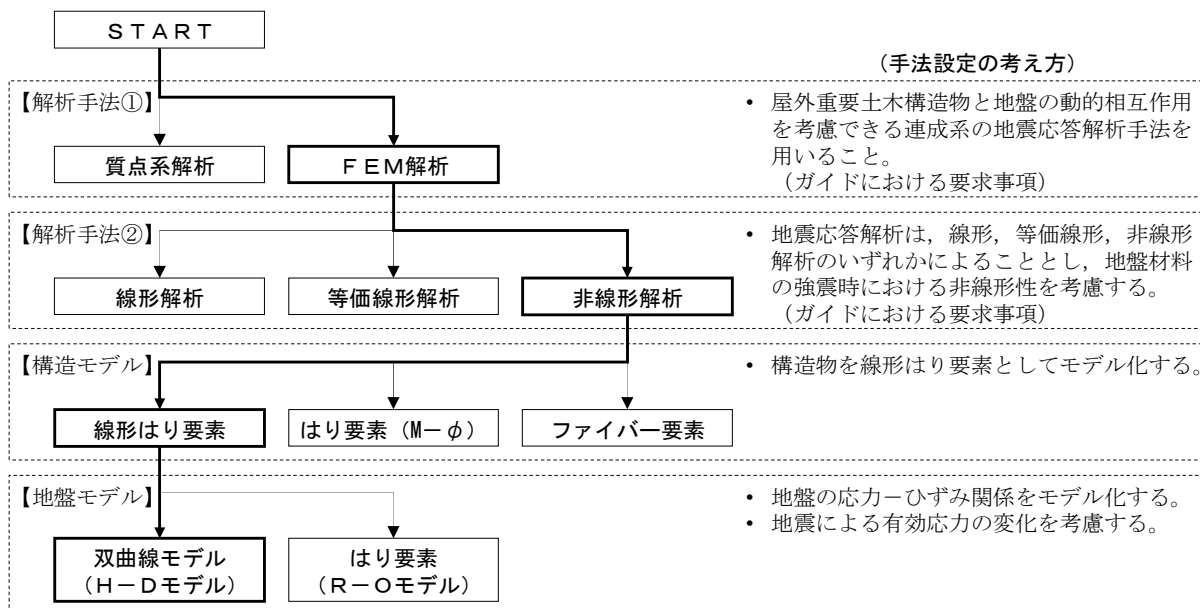 START
(手法設定の考え方)
【解析手法①】
質点系解析
FEM解析
• 屋外重要土木構造物と地盤の動的相互作用
を考慮できる連成系の地震応答解析手法を
用いること。
(ガイドにおける要求事項)
【解析手法②】
線形解析
等価線形解析
非線形解析
• 地震応答解析は,線形,等価線形,非線形
解析のいずれかによることとし,地盤材料
の強震時における非線形性を考慮する。
(ガイドにおける要求事項)
【構造モデル】
線形はり要素
はり要素(M-φ)
ファイバー要素
• 構造物を線形はり要素としてモデル化する。
【地盤モデル】
双曲線モデル
(H-Dモデル)
はり要素
(R-Oモデル)
• 地盤の応力-ひずみ関係をモデル化する。
• 地震による有効応力の変化を考慮する。